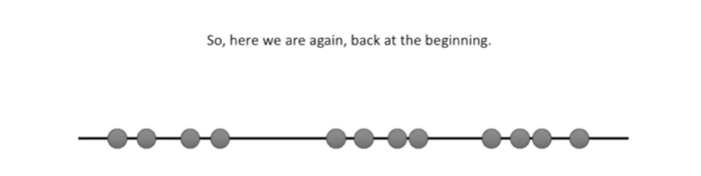 So, here we are again, back at the beginning.